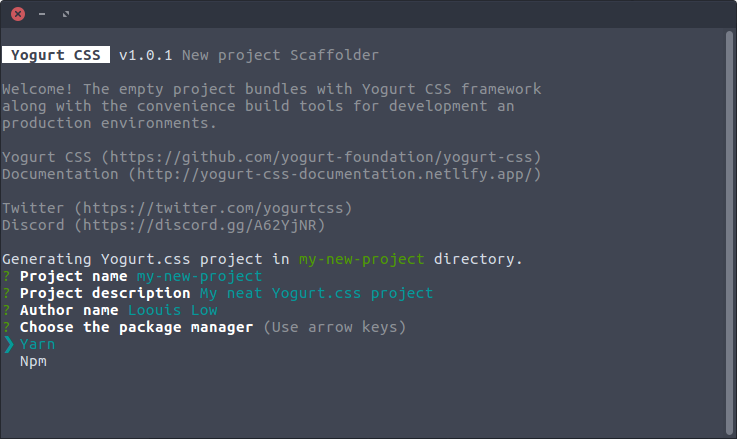 Yogurt CSS v1.0.1 New project Scaffolder
Welcome! The empty project bundles with Yogurt CSS framework
along with the convenience build tools for development an
production environments.
Yogurt CSS (https://github.com/yogurt-foundation/yogurt-css)
Documentation (http://yogurt-css-documentation.netlify.app/)
Twitter (https://twitter.com/yogurtcss)
Discord (https://discord.gg/A62YjNR)
Generating Yogurt.css project in my-new-project directory.
? Project name my-new-project
? Project description My neat Yogurt.css project
? Author name Loouis Low
? Choose the package manager (Use arrow keys)
❯ Yarn
Npm